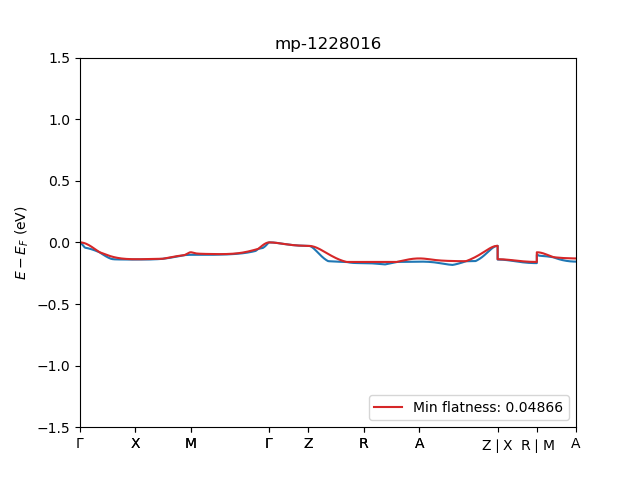 mp-1228016
E − E_F (eV)
1.5
1.0
0.5
0.0
−0.5
−1.0
−1.5
Min flatness: 0.04866
Γ X M Γ Z R A Z | X R | M A